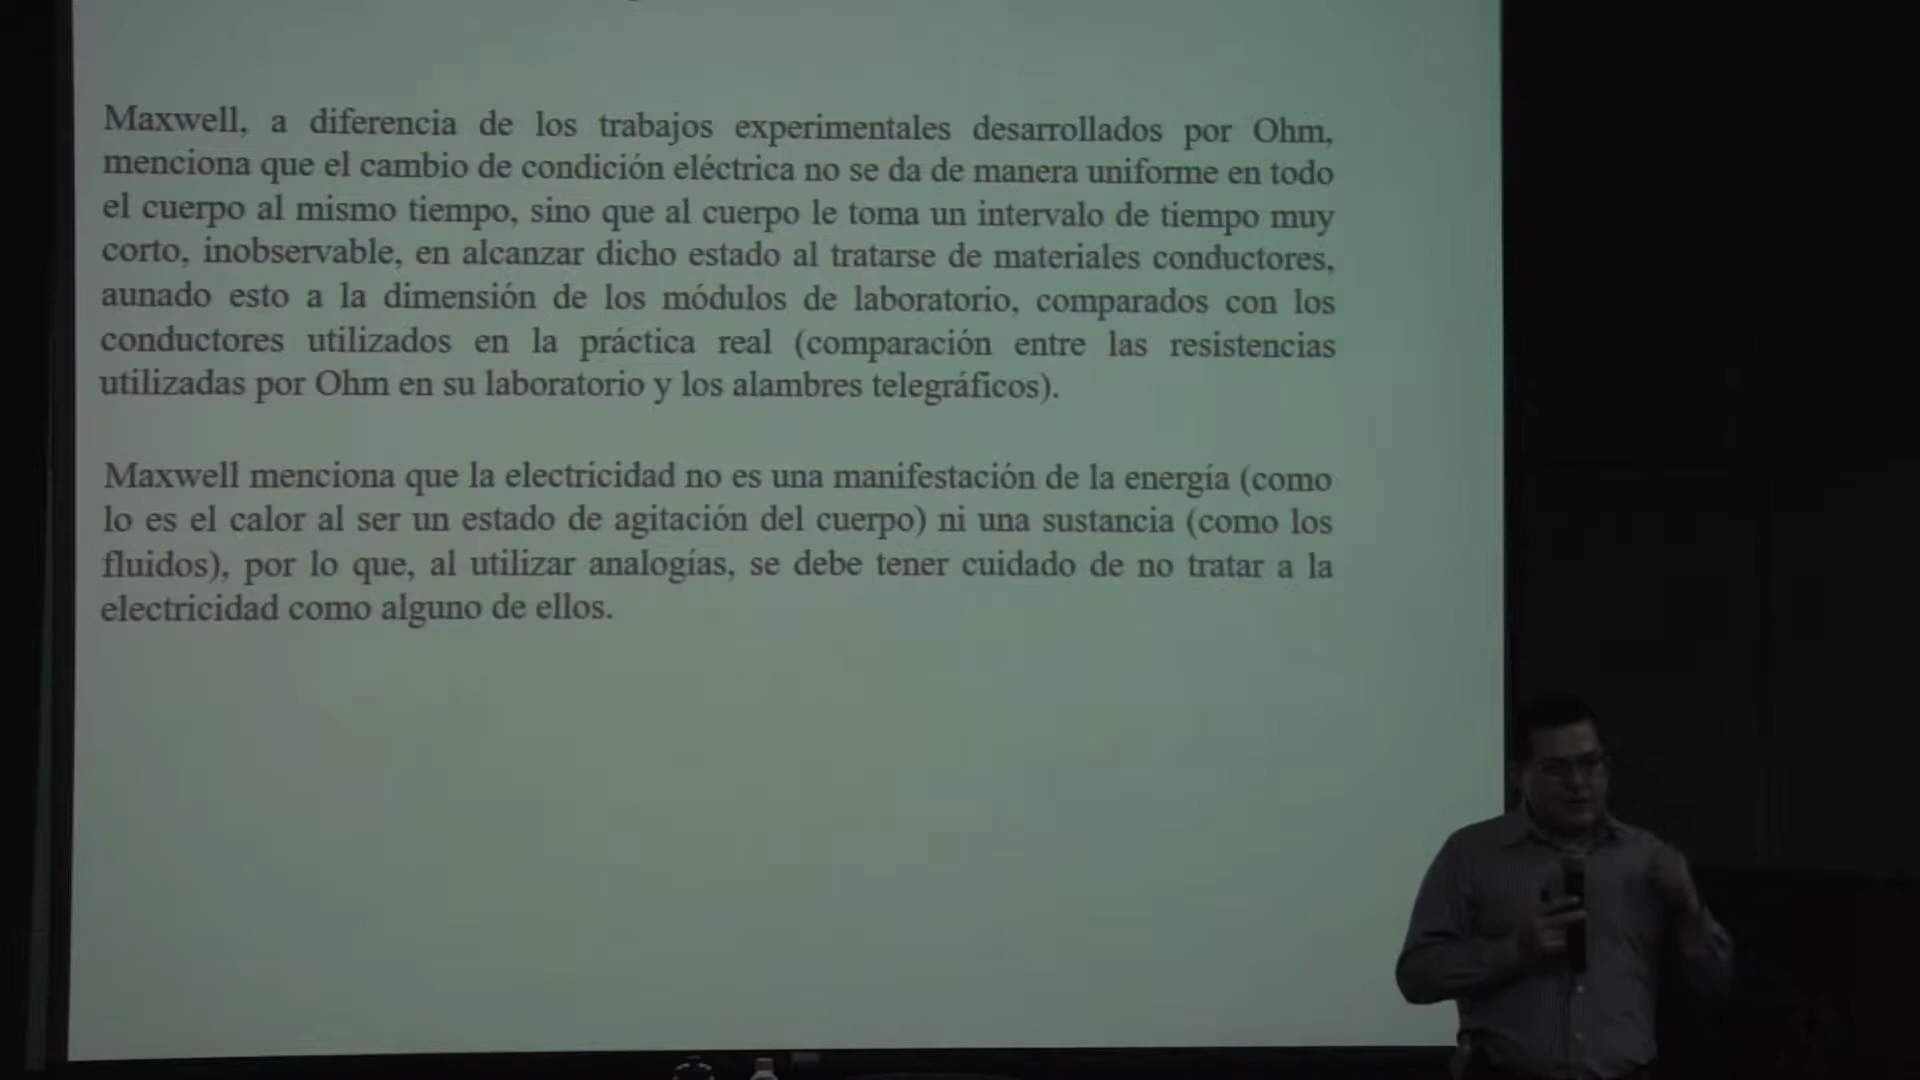 Maxwell, a diferencia de los trabajos experimentales desarrollados por Ohm,
menciona que el cambio de condición eléctrica no se da de manera uniforme en todo
el cuerpo al mismo tiempo, sino que al cuerpo le toma un intervalo de tiempo muy
corto, inobservable, en alcanzar dicho estado al tratarse de materiales conductores,
aunado esto a la dimensión de los módulos de laboratorio, comparados con los
conductores utilizados en la práctica real (comparación entre las resistencias
utilizadas por Ohm en su laboratorio y los alambres telegráficos).
Maxwell menciona que la electricidad no es una manifestación de la energía (como
lo es el calor al ser un estado de agitación del cuerpo) ni una sustancia (como los
fluidos), por lo que, al utilizar analogías, se debe tener cuidado de no tratar a la
electricidad como alguno de ellos.